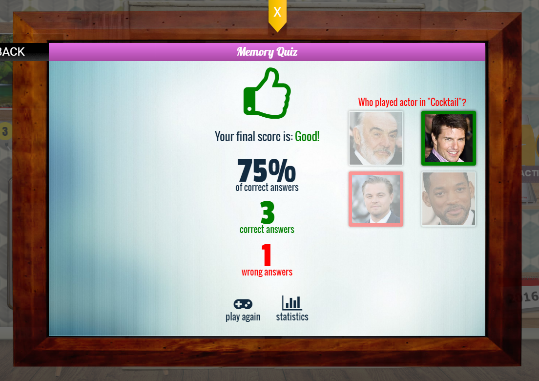 X
BACK
Memory Quiz
Who played actor in "Cocktail"?
Your final score is: Good!
3
75%
of correct answers
3
correct answers
1
wrong answers
play again
statistics